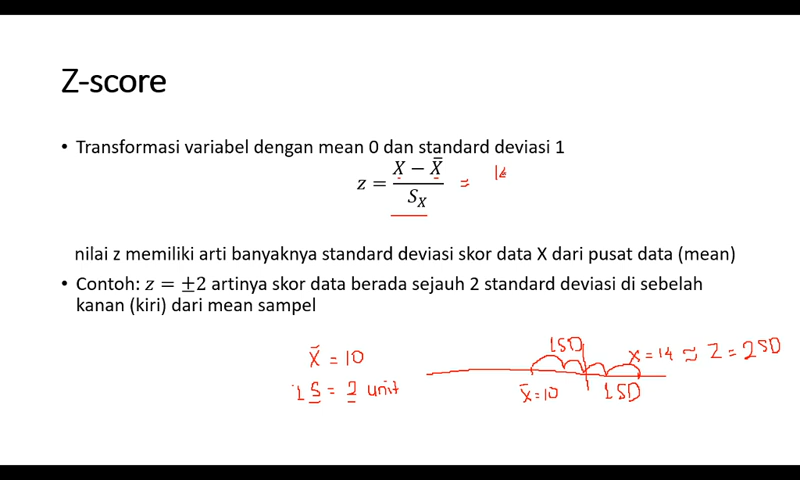 Z-score
• Transformasi variabel dengan mean 0 dan standard deviasi 1
z = (X − X̄) / S_X =
nilai z memiliki arti banyaknya standard deviasi skor data X dari pusat data (mean)
• Contoh: z = ±2 artinya skor data berada sejauh 2 standard deviasi di sebelah
kanan (kiri) dari mean sampel
X̄ = 10
1 S = 2 unit
1SD
X = 14 ≈ Z = 2SD
X̄ = 10
1SD